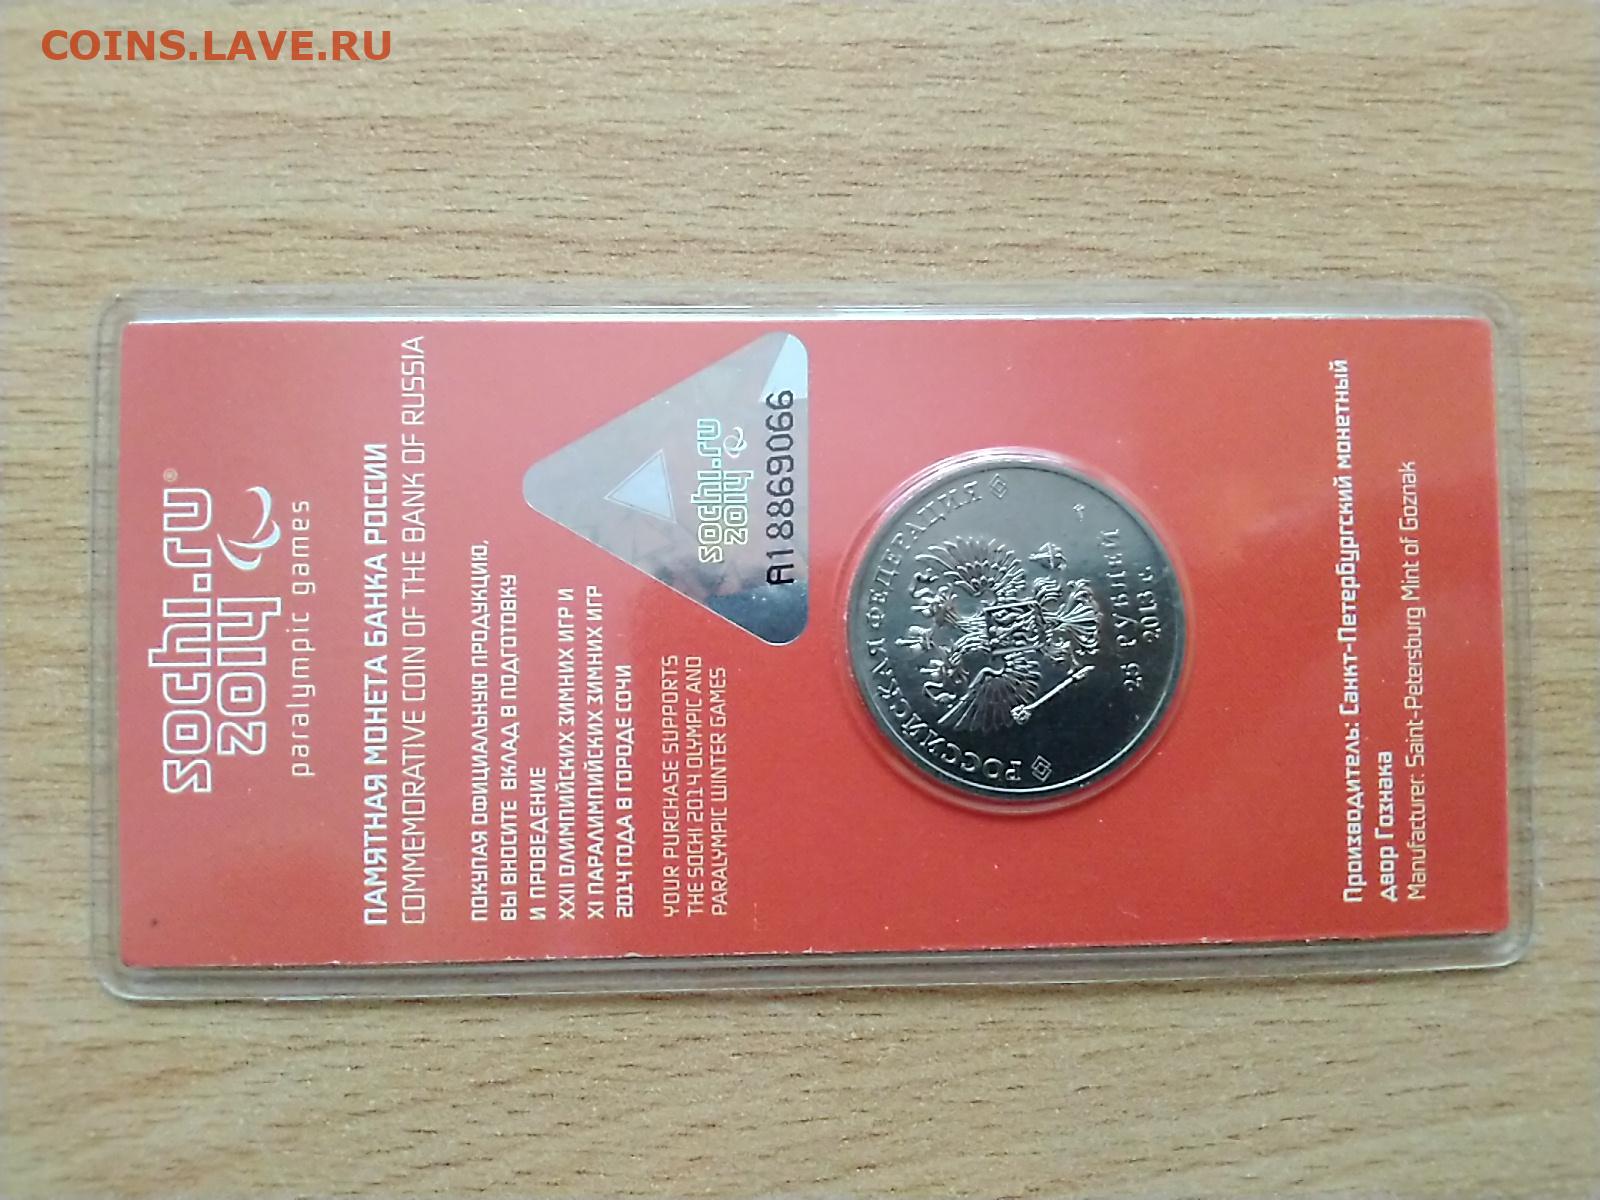 COINS.LAVE.RU
sochi.ru®
2014
paralympic games
ПАМЯТНАЯ МОНЕТА БАНКА РОССИИ
COMMEMORATIVE COIN OF THE BANK OF RUSSIA
ПОКУПАЯ ОФИЦИАЛЬНУЮ ПРОДУКЦИЮ,
ВЫ ВНОСИТЕ ВКЛАД В ПОДГОТОВКУ
И ПРОВЕДЕНИЕ
XXII ОЛИМПИЙСКИХ ЗИМНИХ ИГР И
XI ПАРАЛИМПИЙСКИХ ЗИМНИХ ИГР
2014 ГОДА В ГОРОДЕ СОЧИ
YOUR PURCHASE SUPPORTS
THE SOCHI 2014 OLYMPIC AND
PARALYMPIC WINTER GAMES
sochi.ru
2014
A18869066
РОССИЙСКАЯ ФЕДЕРАЦИЯ
25 РУБЛЕЙ
2013 г.
Производитель: Санкт-Петербургский монетный
двор Гознака
Manufacturer: Saint-Petersburg Mint of Goznak